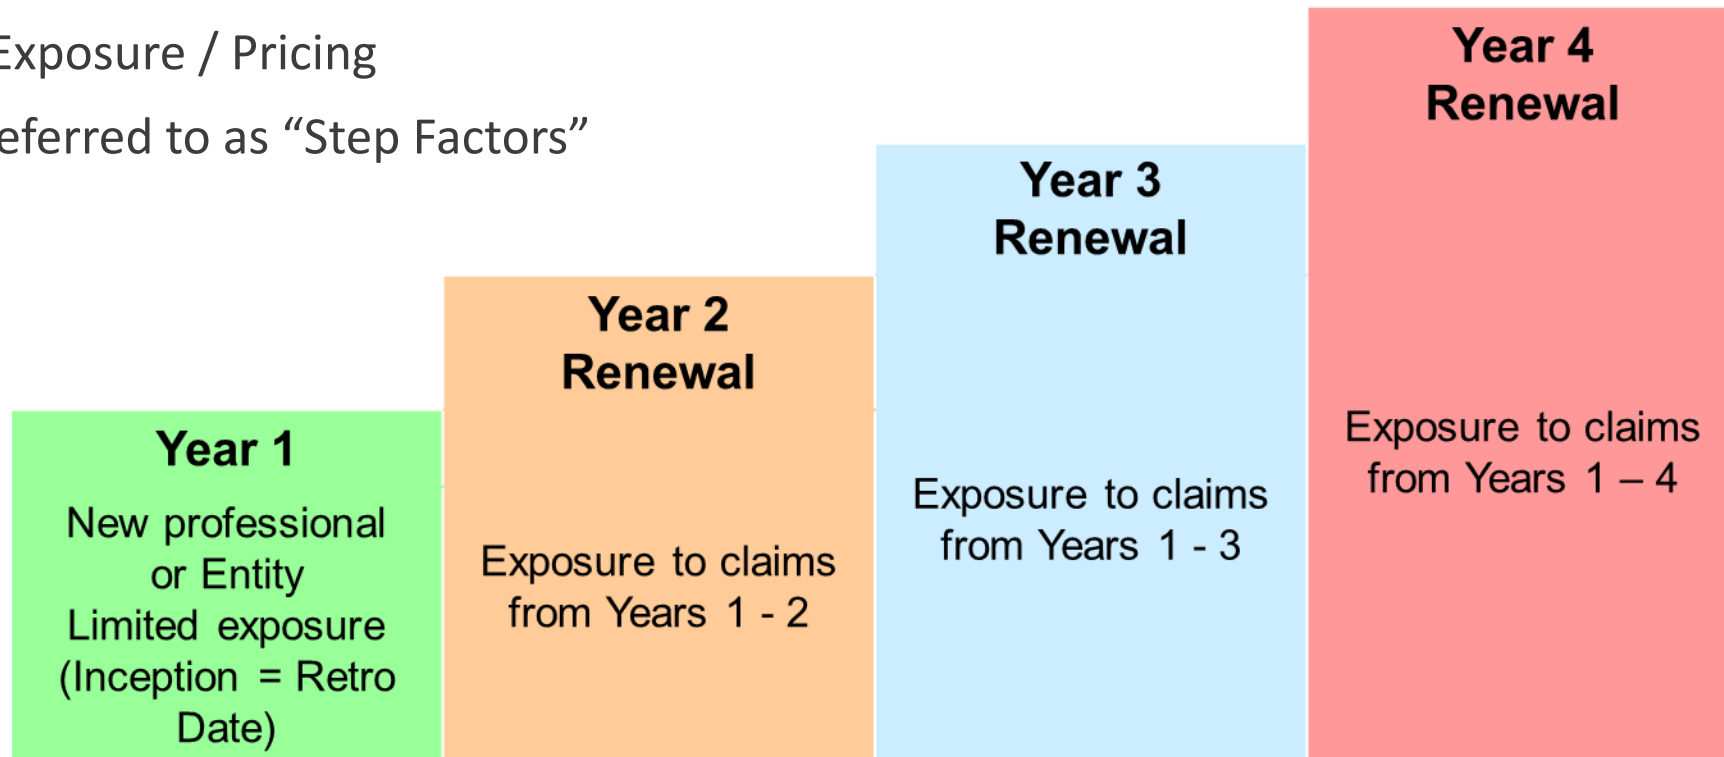 Exposure / Pricing
eferred to as “Step Factors”
Year 1
New professional
or Entity
Limited exposure
(Inception = Retro
Date)
Year 2
Renewal
Exposure to claims
from Years 1 - 2
Year 3
Renewal
Exposure to claims
from Years 1 - 3
Year 4
Renewal
Exposure to claims
from Years 1 – 4